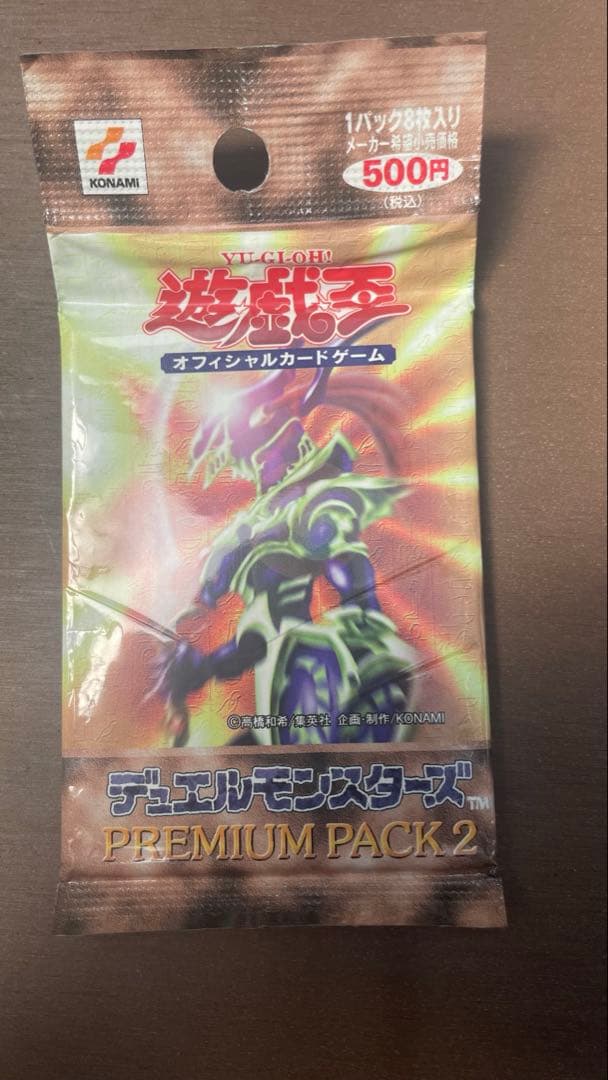 1パック8枚入り
メーカー希望小売価格
500円
(税込)
KONAMI
YU-GI-OH!
遊戯王
オフィシャルカードゲーム
©高橋和希/集英社 企画・制作/KONAMI
デュエルモンスターズ™
PREMIUM PACK 2